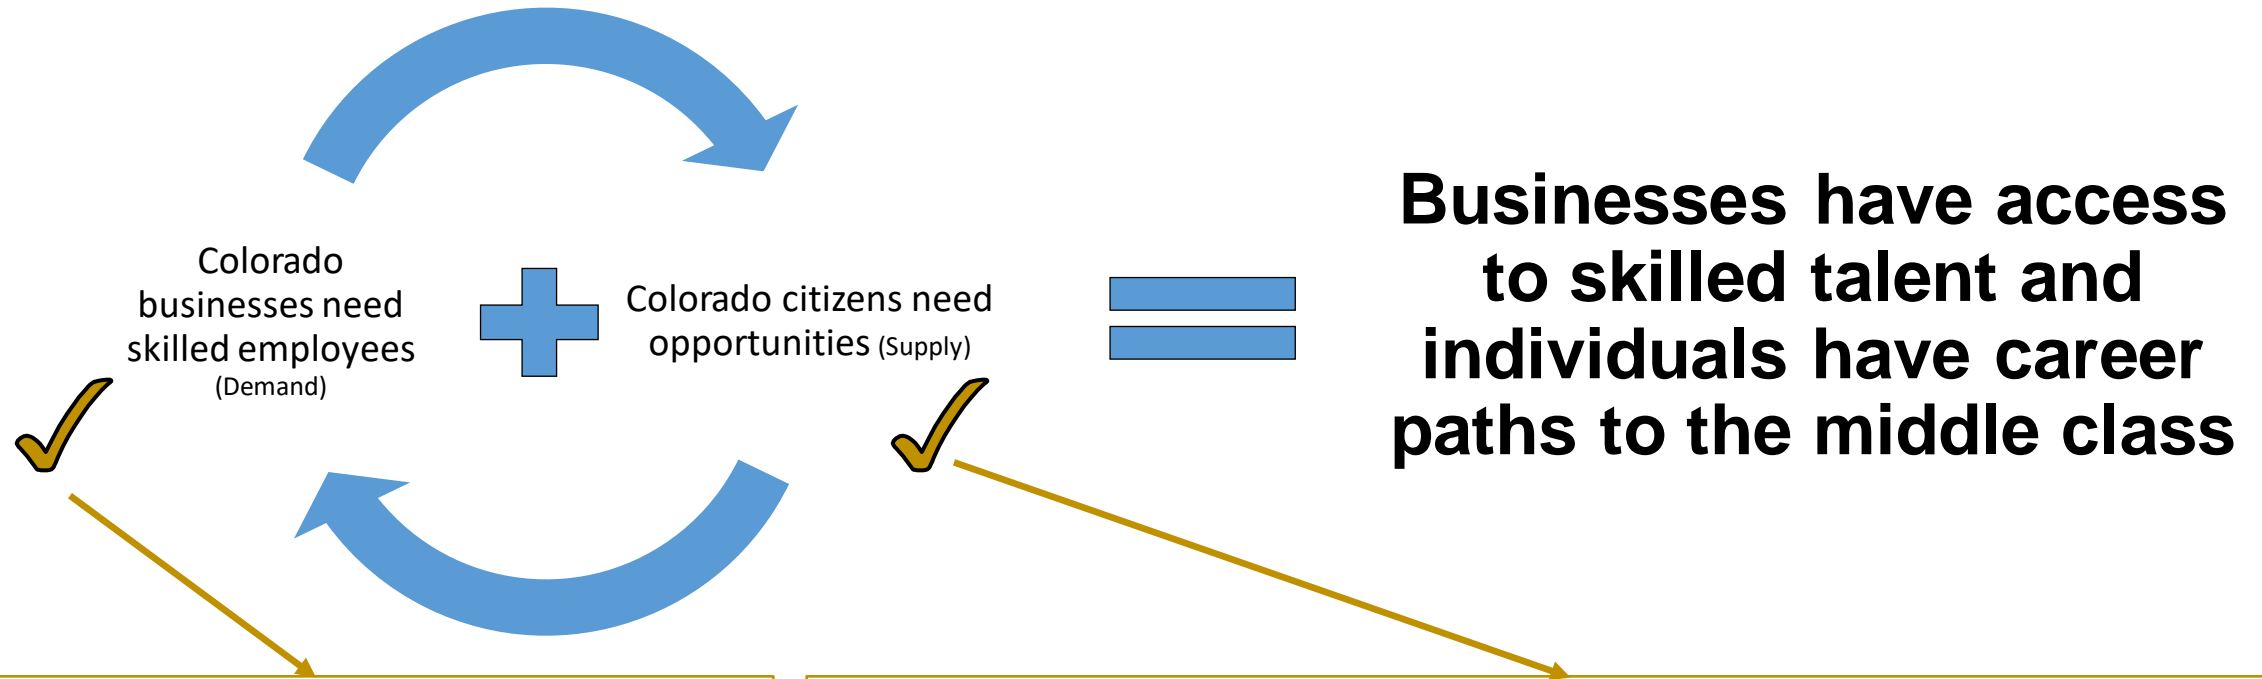 Colorado
businesses need
skilled employees
(Demand)
Colorado citizens need
opportunities (Supply)
Businesses have access
to skilled talent and
individuals have career
paths to the middle class